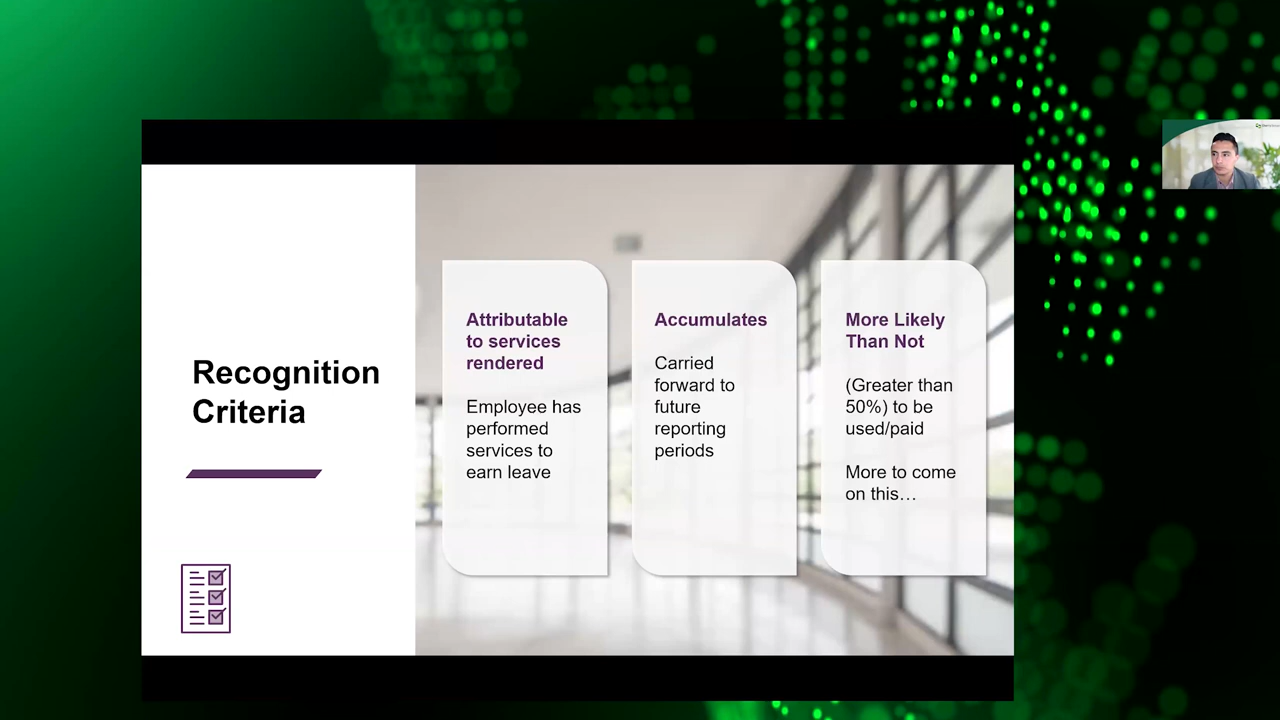 Recognition
Criteria
Attributable
to services
rendered
Employee has
performed
services to
earn leave
Accumulates
Carried
forward to
future
reporting
periods
More Likely
Than Not
(Greater than
50%) to be
used/paid
More to come
on this…